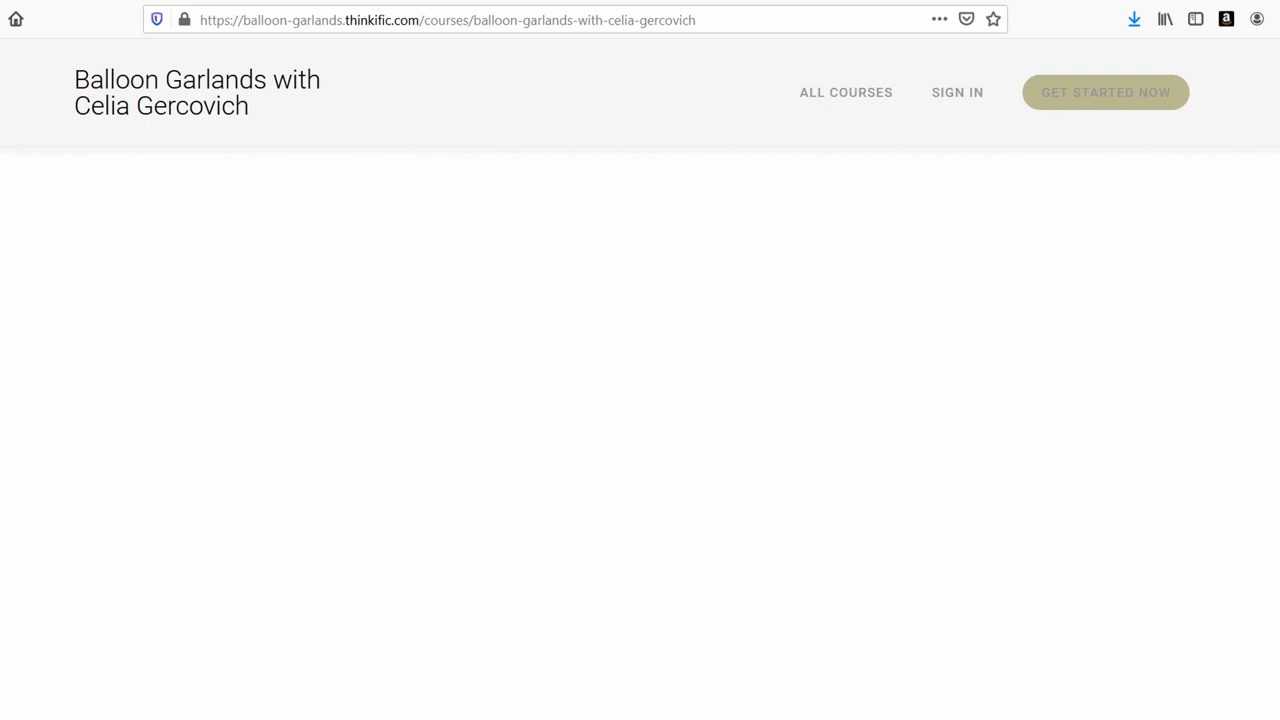 https://balloon-garlands.thinkific.com/courses/balloon-garlands-with-celia-gercovich
Balloon Garlands with
Celia Gercovich
ALL COURSES
SIGN IN
GET STARTED NOW